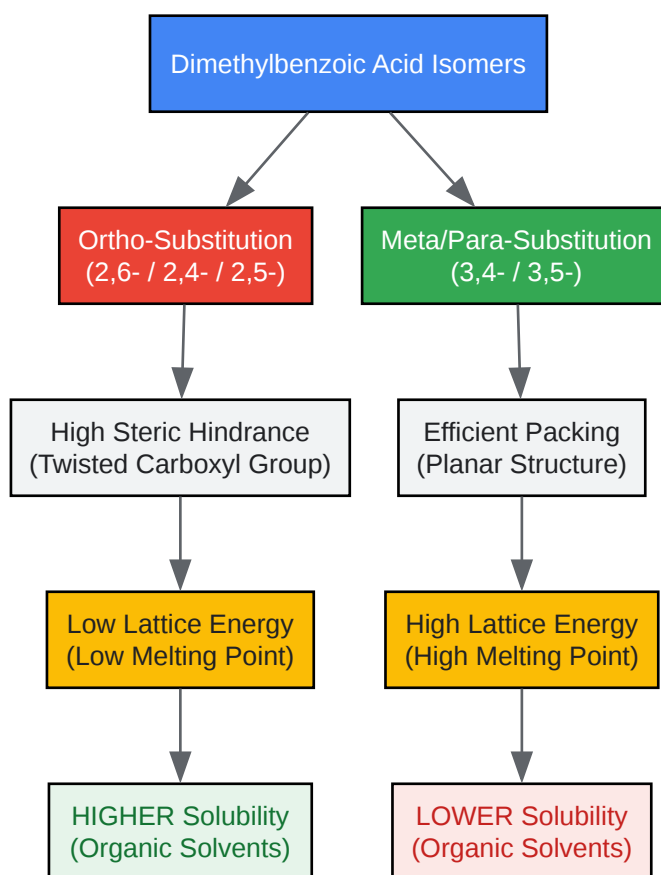 Dimethylbenzoic Acid Isomers
Ortho-Substitution
(2,6- / 2,4- / 2,5-)
Meta/Para-Substitution
(3,4- / 3,5-)
High Steric Hindrance
(Twisted Carboxyl Group)
Efficient Packing
(Planar Structure)
Low Lattice Energy
(Low Melting Point)
High Lattice Energy
(High Melting Point)
HIGHER Solubility
(Organic Solvents)
LOWER Solubility
(Organic Solvents)